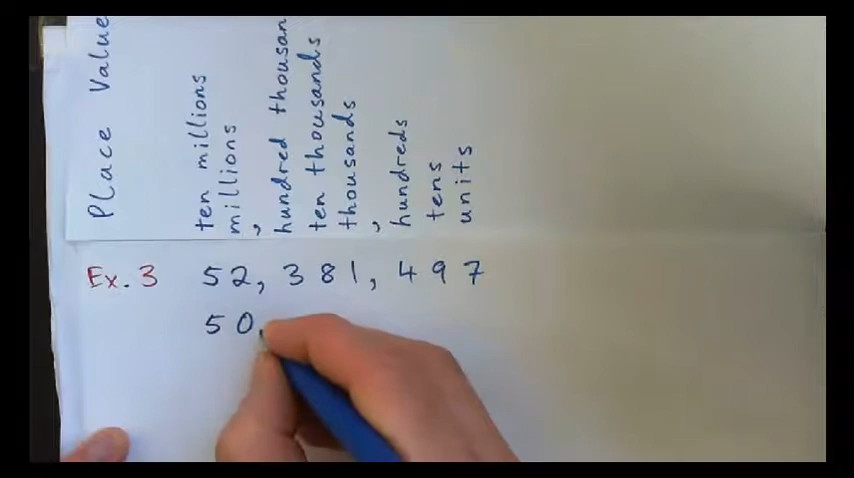 Place Value
ten millions
millions
,
hundred thousan
ten thousands
thousands
,
hundreds
tens
units
Ex. 3 52, 381, 497
50,